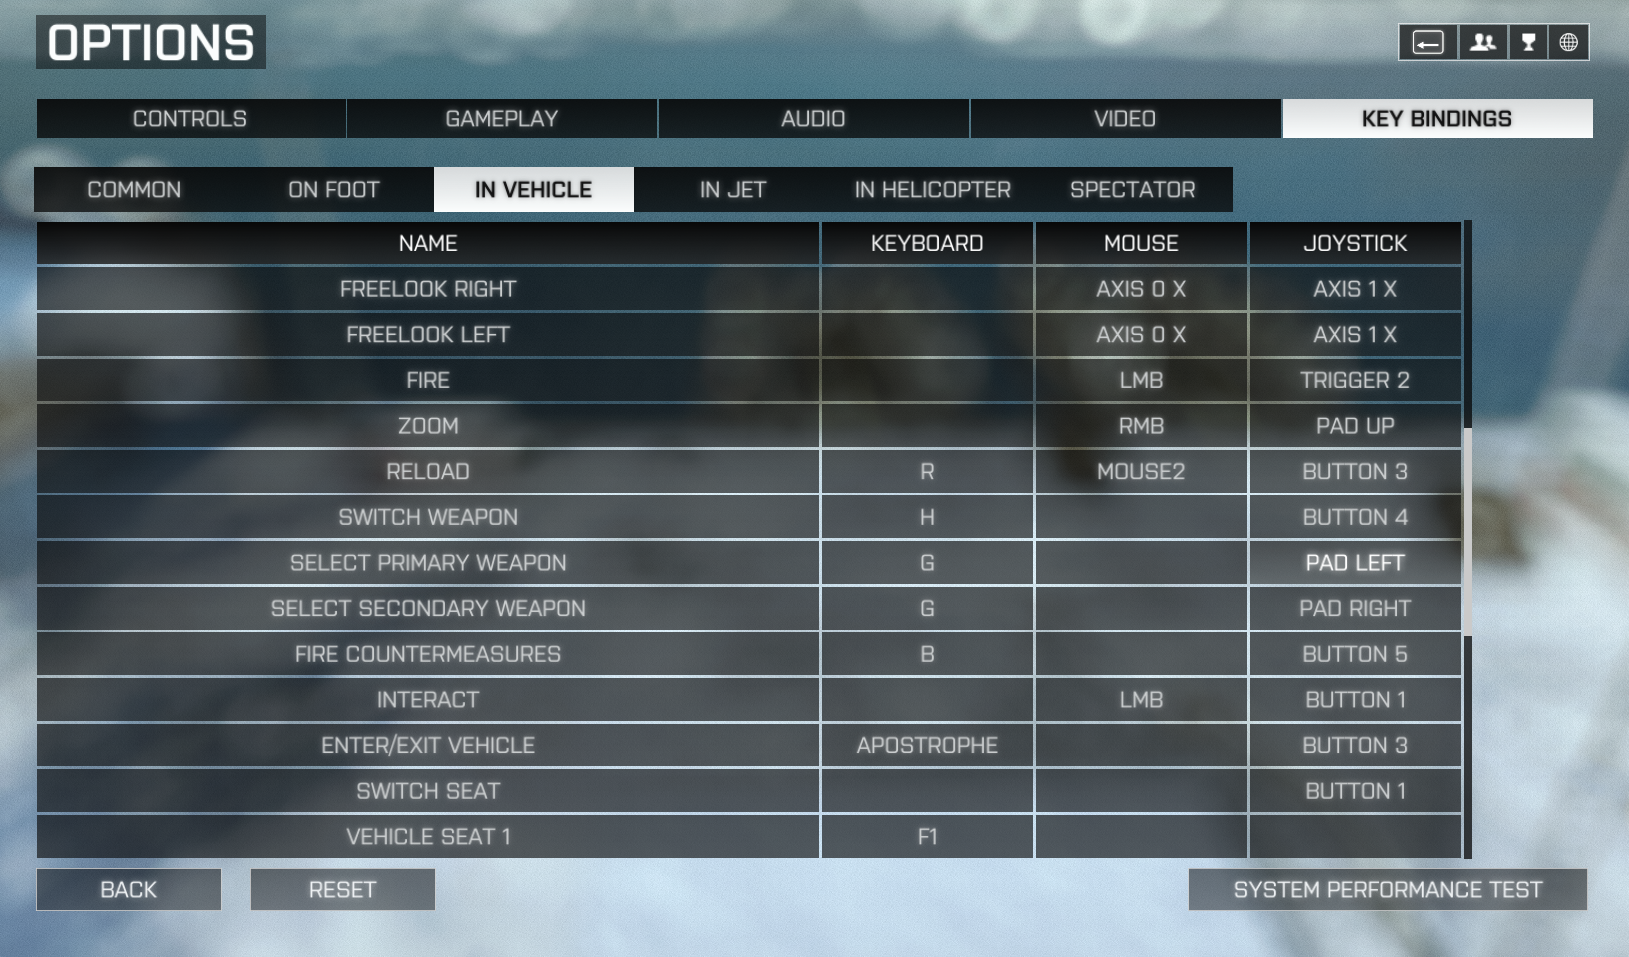 OPTIONS
CONTROLS GAMEPLAY AUDIO VIDEO KEY BINDINGS
COMMON ON FOOT IN VEHICLE IN JET IN HELICOPTER SPECTATOR
NAME KEYBOARD MOUSE JOYSTICK
FREELOOK RIGHT AXIS 0 X AXIS 1 X
FREELOOK LEFT AXIS 0 X AXIS 1 X
FIRE LMB TRIGGER 2
ZOOM RMB PAD UP
RELOAD R MOUSE2 BUTTON 3
SWITCH WEAPON H BUTTON 4
SELECT PRIMARY WEAPON G PAD LEFT
SELECT SECONDARY WEAPON G PAD RIGHT
FIRE COUNTERMEASURES B BUTTON 5
INTERACT LMB BUTTON 1
ENTER/EXIT VEHICLE APOSTROPHE BUTTON 3
SWITCH SEAT BUTTON 1
VEHICLE SEAT 1 F1
BACK RESET SYSTEM PERFORMANCE TEST